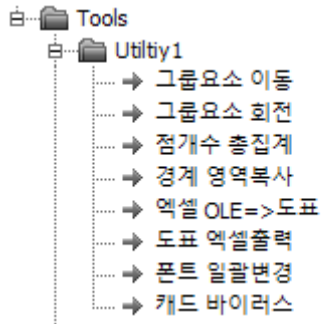 Tools
Utiltiy1
그룹요소 이동
그룹요소 회전
점개수 총집계
경계 영역복사
엑셀 OLE=>도표
도표 엑셀출력
폰트 일괄변경
캐드 바이러스